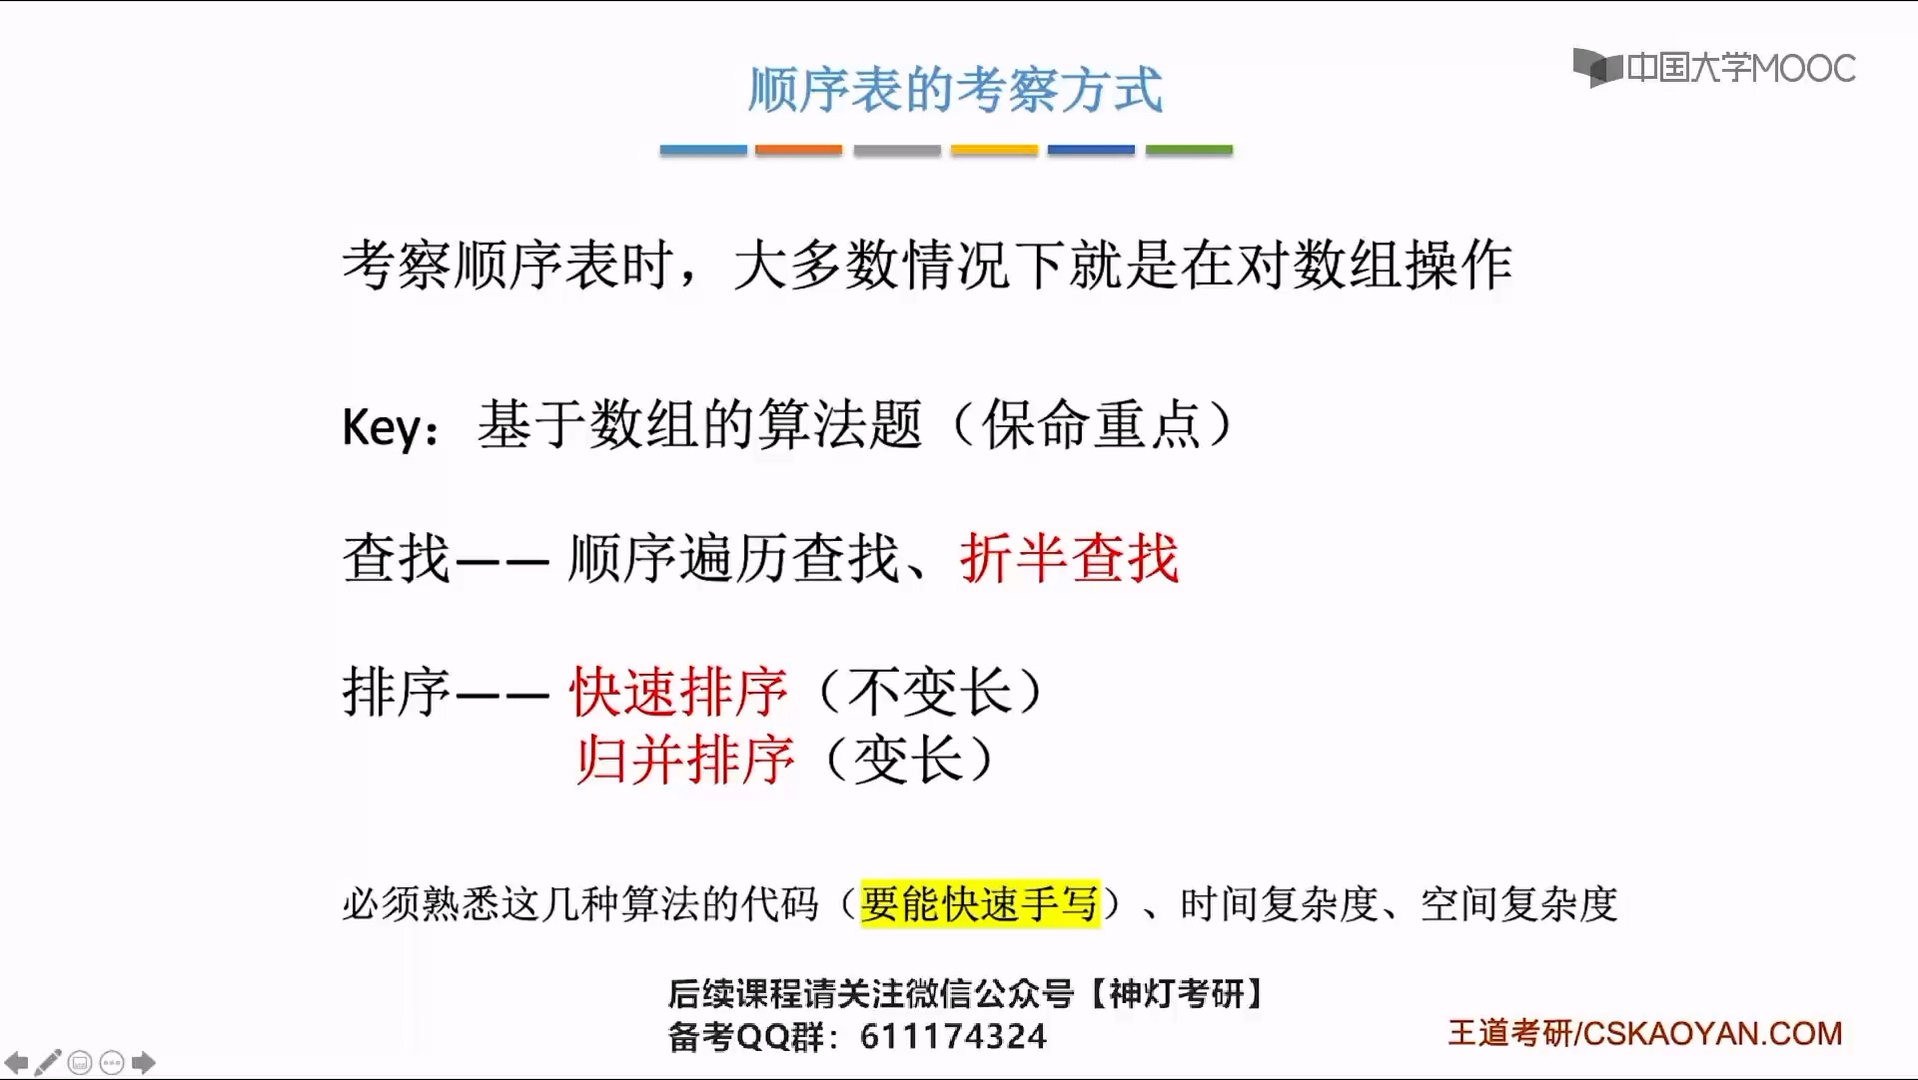 中国大学MOOC
顺序表的考察方式
考察顺序表时，大多数情况下就是在对数组操作
Key：基于数组的算法题（保命重点）
查找—— 顺序遍历查找、折半查找
排序—— 快速排序（不变长）
归并排序（变长）
必须熟悉这几种算法的代码（要能快速手写）、时间复杂度、空间复杂度
后续课程请关注微信公众号【神灯考研】
备考QQ群：611174324
王道考研/CSKAOYAN.COM